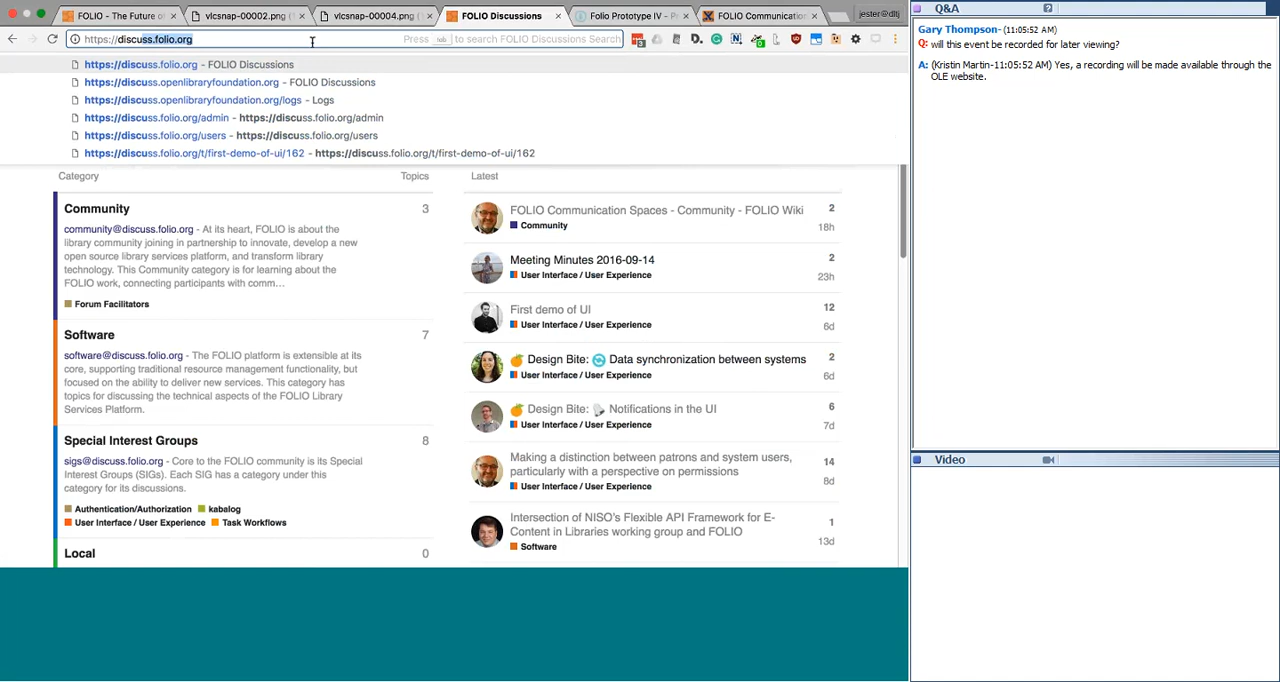 FOLIO - The Future o
vlcsnap-00002.png (1
vlcsnap-00004.png (1
FOLIO Discussions
Folio Prototype IV - P
FOLIO Communication
jester@dltj
https://discuss.folio.org
Press tab to search FOLIO Discussions Search
https://discuss.folio.org - FOLIO Discussions
https://discuss.openlibraryfoundation.org - FOLIO Discussions
https://discuss.openlibraryfoundation.org/logs - Logs
https://discuss.folio.org/admin - https://discuss.folio.org/admin
https://discuss.folio.org/users - https://discuss.folio.org/users
https://discuss.folio.org/t/first-demo-of-ui/162 - https://discuss.folio.org/t/first-demo-of-ui/162
Category Topics
Community 3
community@discuss.folio.org - At its heart, FOLIO is about the
library community joining in partnership to innovate, develop a new
open source library services platform, and transform library
technology. This Community category is for learning about the
FOLIO work, connecting participants with comm...
Forum Facilitators
Software 7
software@discuss.folio.org - The FOLIO platform is extensible at its
core, supporting traditional resource management functionality, but
focused on the ability to deliver new services. This category has
topics for discussing the technical aspects of the FOLIO Library
Services Platform.
Special Interest Groups 8
sigs@discuss.folio.org - Core to the FOLIO community is its Special
Interest Groups (SIGs). Each SIG has a category under this
category for its discussions.
Authentication/Authorization kabalog
User Interface / User Experience Task Workflows
Local 0
Latest
FOLIO Communication Spaces - Community - FOLIO Wiki 2
Community 18h
Meeting Minutes 2016-09-14 2
User Interface / User Experience 23h
First demo of UI 12
User Interface / User Experience 6d
Design Bite: Data synchronization between systems 2
User Interface / User Experience 6d
Design Bite: Notifications in the UI 6
User Interface / User Experience 7d
Making a distinction between patrons and system users, 14
particularly with a perspective on permissions
User Interface / User Experience 8d
Intersection of NISO's Flexible API Framework for E- 1
Content in Libraries working group and FOLIO
Software 13d
Q&A
Gary Thompson- (11:05:52 AM)
Q: will this event be recorded for later viewing?
A: (Kristin Martin-11:05:52 AM) Yes, a recording will be made available through the
OLE website.
Video